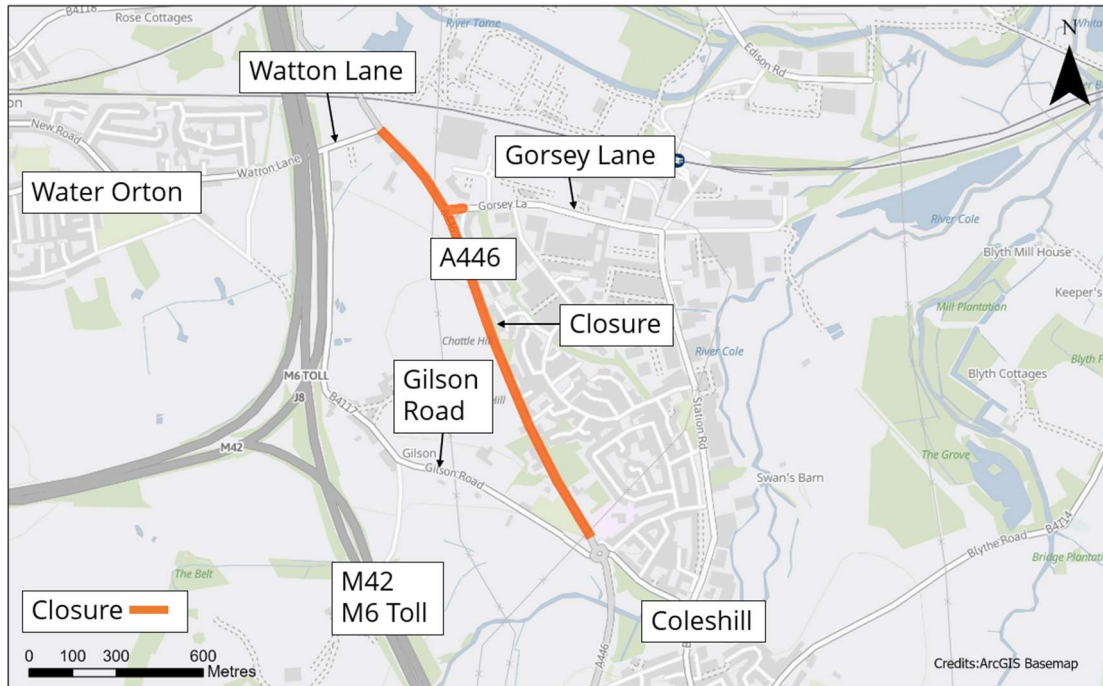 B4118
Rose Cottages
River Tame
Edison Rd
N
Watton Lane
New Road
Watton Lane
Gorsey Lane
Water Orton
Gorsey La
River Cole
A446
Blyth Mill House
Keeper's
Mill Plantation
Closure
Chattle Hill
River Cole
M6 TOLL
J8
Gilson
Road
Hill
B4117
Station Rd
Blyth Cottages
M42
Gilson
Gilson Road
The Grove
Swan's Barn
B4114
Blythe Road
Bridge Plantation
The Belt
M42
M6 Toll
Closure
Coleshill
A446
0 100 300 600
Metres
Credits:ArcGIS Basemap